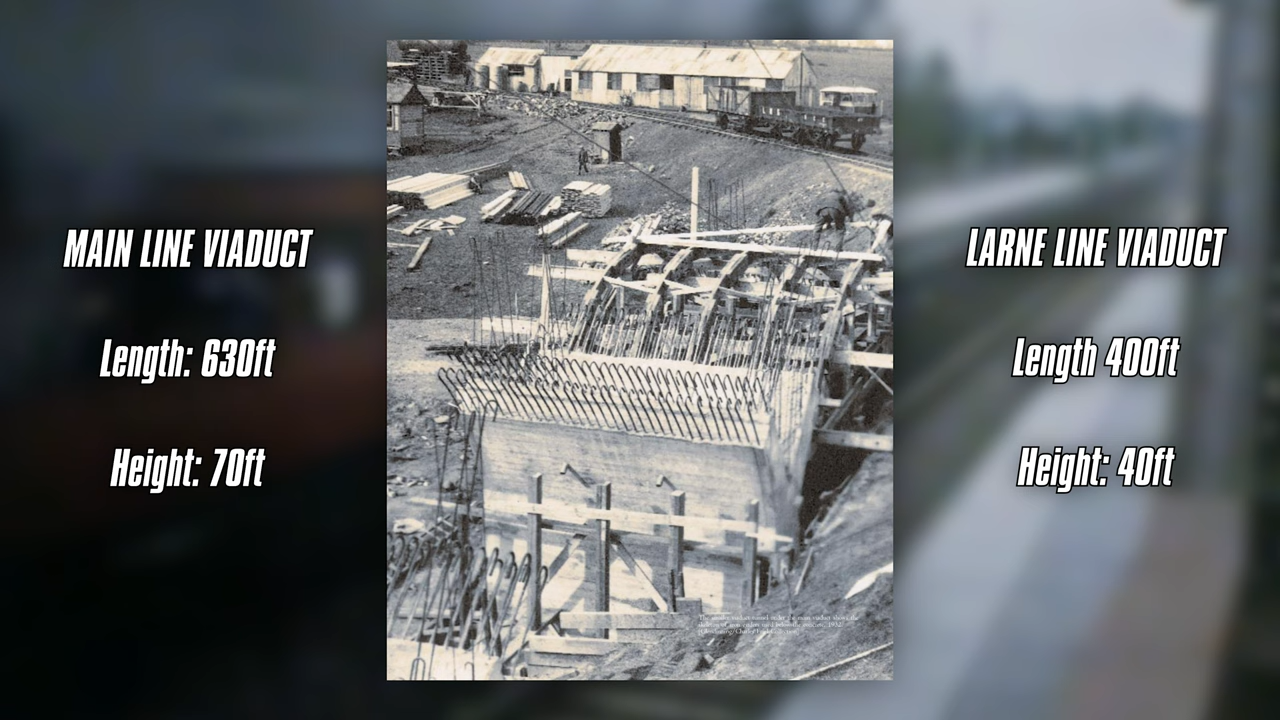 MAIN LINE VIADUCT
Length: 630ft
Height: 70ft
LARNE LINE VIADUCT
Length 400ft
Height: 40ft